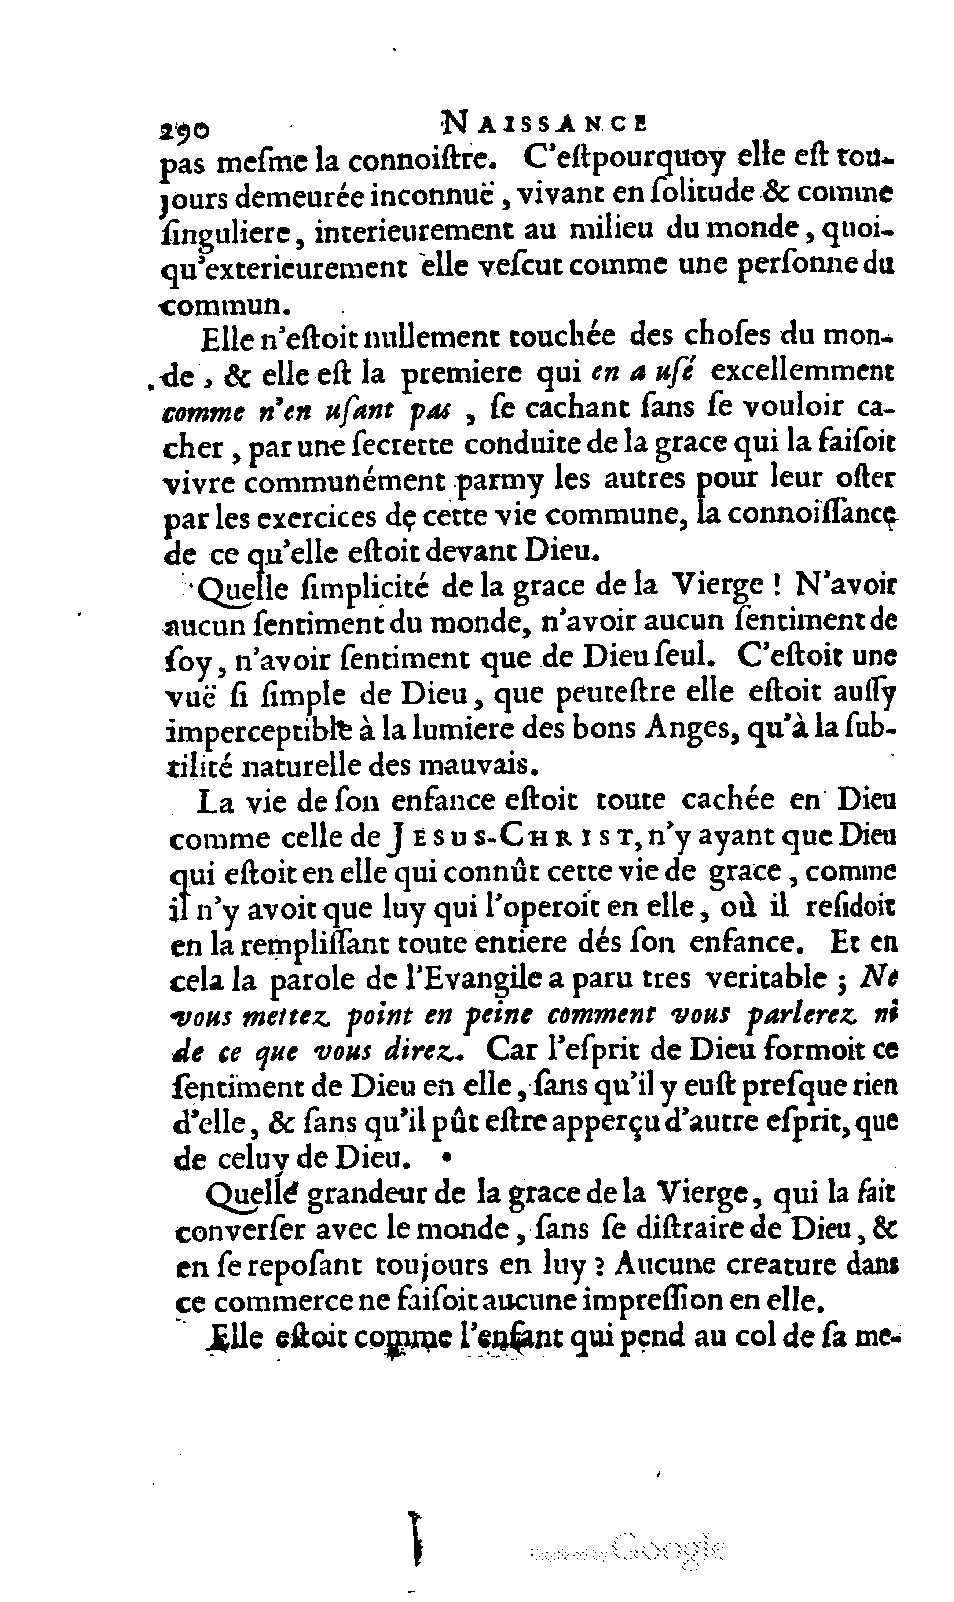 290 NAISSANCE
pas meſme la connoiſtre. C'eſtpourquoy elle eſt tou-
jours demeurée inconnuë, vivant en ſolitude & comme
ſinguliere, interieurement au milieu du monde, quoi-
qu'exterieurement elle veſcut comme une perſonne du
commun.
Elle n'eſtoit nullement touchée des choſes du mon-
de, & elle eſt la premiere qui en a uſé excellemment
comme n'en uſant pas, ſe cachant ſans ſe vouloir ca-
cher, par une ſecrette conduite de la grace qui la faiſoit
vivre communément parmy les autres pour leur oſter
par les exercices de cette vie commune, la connoiſſance
de ce qu'elle eſtoit devant Dieu.
Quelle ſimplicité de la grace de la Vierge ! N'avoir
aucun ſentiment du monde, n'avoir aucun ſentiment de
ſoy, n'avoir ſentiment que de Dieu ſeul. C'eſtoit une
vuë ſi ſimple de Dieu, que peuteſtre elle eſtoit auſſy
imperceptible à la lumiere des bons Anges, qu'à la ſub-
tilité naturelle des mauvais.
La vie de ſon enfance eſtoit toute cachée en Dieu
comme celle de JESUS-CHRIST, n'y ayant que Dieu
qui eſtoit en elle qui connût cette vie de grace, comme
il n'y avoit que luy qui l'operoit en elle, où il reſidoit
en la rempliſſant toute entiere dés ſon enfance. Et en
cela la parole de l'Evangile a paru tres veritable ; Ne
vous mettez point en peine comment vous parlerez ni
de ce que vous direz. Car l'eſprit de Dieu formoit ce
ſentiment de Dieu en elle, ſans qu'il y euſt preſque rien
d'elle, & ſans qu'il pût eſtre apperçu d'autre eſprit, que
de celuy de Dieu.
Quelle grandeur de la grace de la Vierge, qui la fait
converſer avec le monde, ſans ſe diſtraire de Dieu, &
en ſe repoſant toujours en luy ? Aucune creature dans
ce commerce ne faiſoit aucune impreſſion en elle.
Elle eſtoit comme l'enfant qui pend au col de ſa me-
Google